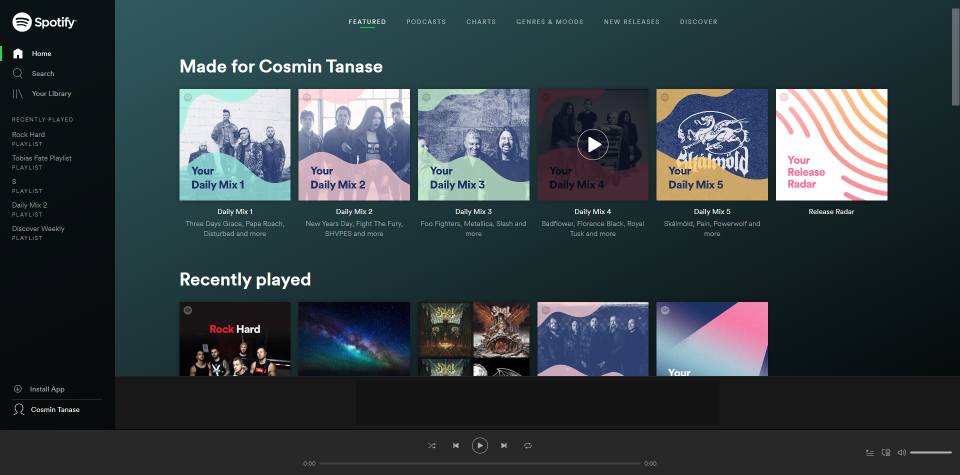 Spotify
Home
Search
Your Library
RECENTLY PLAYED
Rock Hard
PLAYLIST
Tobias Fate Playlist
PLAYLIST
S
PLAYLIST
Daily Mix 2
PLAYLIST
Discover Weekly
PLAYLIST
Install App
Cosmin Tanase
FEATURED PODCASTS CHARTS GENRES & MOODS NEW RELEASES DISCOVER
Made for Cosmin Tanase
Your
Daily Mix 1
Your
Daily Mix 2
Your
Daily Mix 3
Your
Daily Mix 4
Skálmöld
Your
Daily Mix 5
Your
Release
Radar
Daily Mix 1
Three Days Grace, Papa Roach,
Disturbed and more
Daily Mix 2
New Years Day, Fight The Fury,
SHVPES and more
Daily Mix 3
Foo Fighters, Metallica, Slash and
more
Daily Mix 4
Badflower, Florence Black, Royal
Tusk and more
Daily Mix 5
Skálmöld, Pain, Powerwolf and
more
Release Radar
Recently played
Rock Hard
Your
0:00
0:00